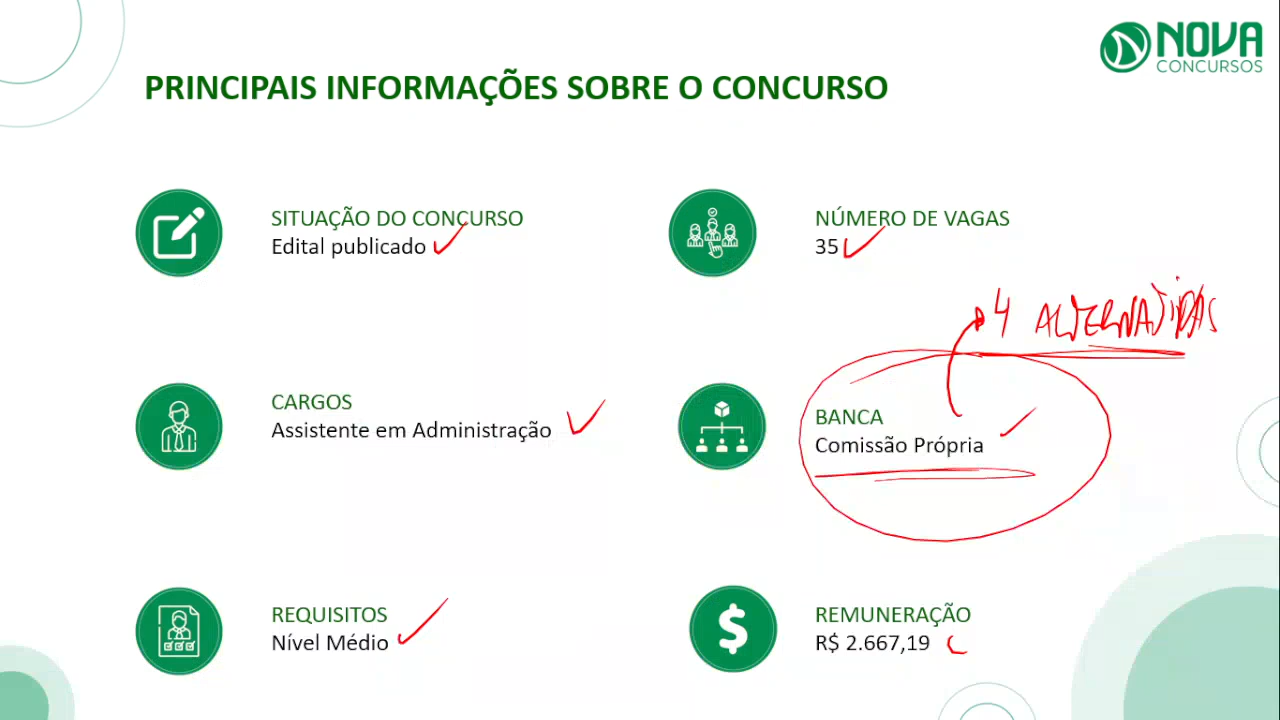 NOVA
CONCURSOS
PRINCIPAIS INFORMAÇÕES SOBRE O CONCURSO
SITUAÇÃO DO CONCURSO
Edital publicado
NÚMERO DE VAGAS
35
4 ALTERNATIVAS
CARGOS
Assistente em Administração
BANCA
Comissão Própria
REQUISITOS
Nível Médio
REMUNERAÇÃO
R$ 2.667,19